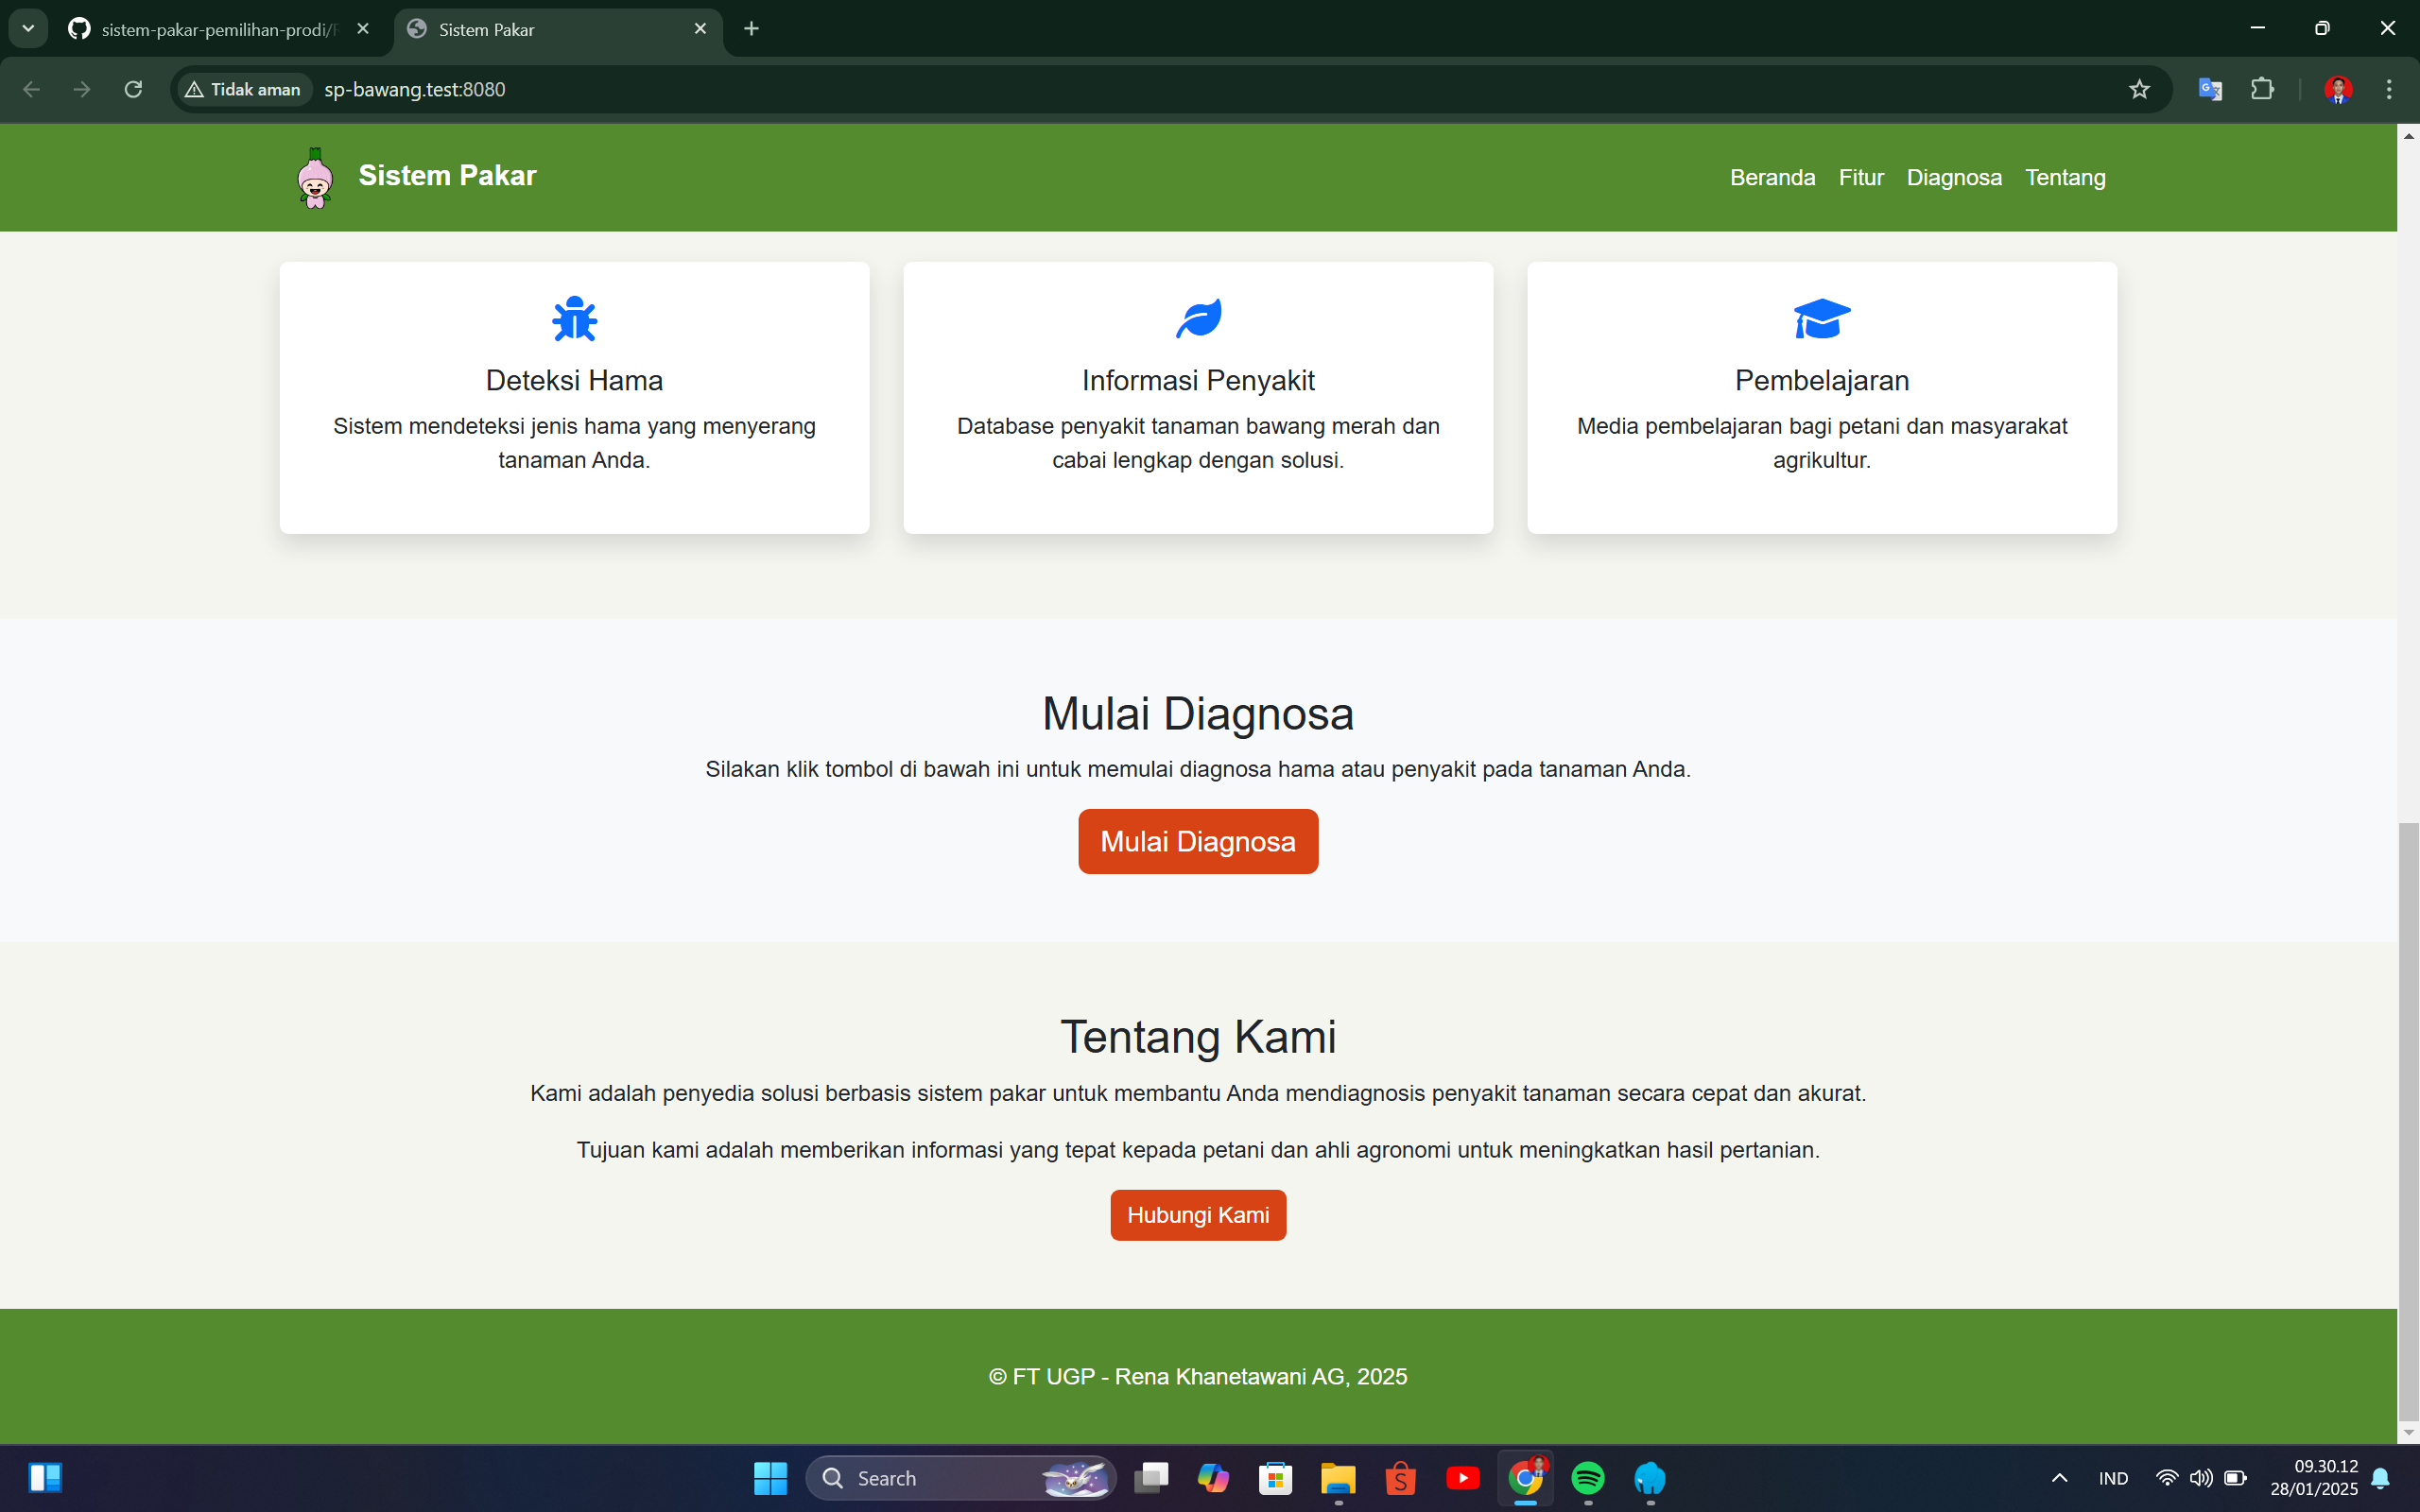 sistem-pakar-pemilihan-prodi/
Sistem Pakar
Tidak aman
sp-bawang.test:8080
Sistem Pakar
Beranda
Fitur
Diagnosa
Tentang
Deteksi Hama
Sistem mendeteksi jenis hama yang menyerang
tanaman Anda.
Informasi Penyakit
Database penyakit tanaman bawang merah dan
cabai lengkap dengan solusi.
Pembelajaran
Media pembelajaran bagi petani dan masyarakat
agrikultur.
Mulai Diagnosa
Silakan klik tombol di bawah ini untuk memulai diagnosa hama atau penyakit pada tanaman Anda.
Mulai Diagnosa
Tentang Kami
Kami adalah penyedia solusi berbasis sistem pakar untuk membantu Anda mendiagnosis penyakit tanaman secara cepat dan akurat.
Tujuan kami adalah memberikan informasi yang tepat kepada petani dan ahli agronomi untuk meningkatkan hasil pertanian.
Hubungi Kami
© FT UGP - Rena Khanetawani AG, 2025
Search
IND
09.30.12
28/01/2025